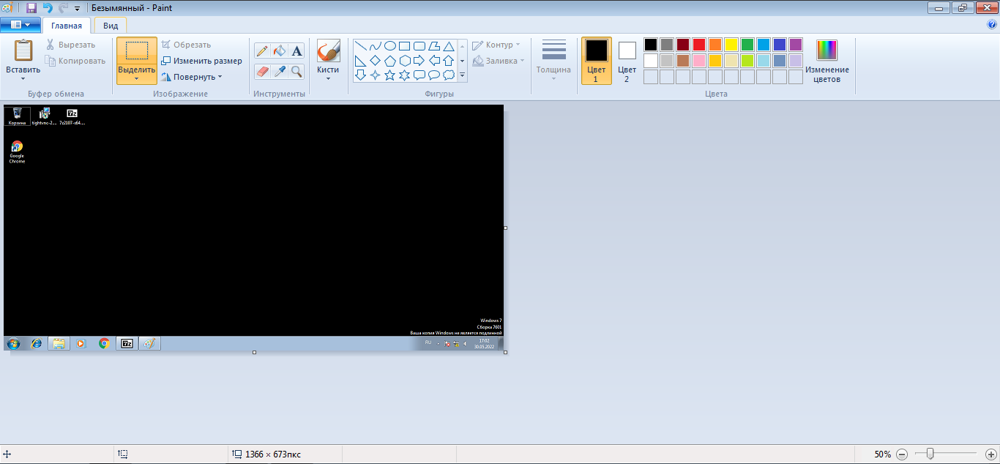 Безымянный - Paint
Главная
Вид
Вставить
Вырезать
Копировать
Буфер обмена
Выделить
Обрезать
Изменить размер
Повернуть
Изображение
A
Инструменты
Кисти
Контур
Заливка
Фигуры
Толщина
Цвет 1
Цвет 2
Изменение
цветов
Цвета
Корзина
tightvnc-2....
7z2107-x64....
7z
Google
Chrome
Windows 7
Сборка 7601
Ваша копия Windows не является подлинной
7z
RU
17:02
30.05.2022
1366 × 673пкс
50%